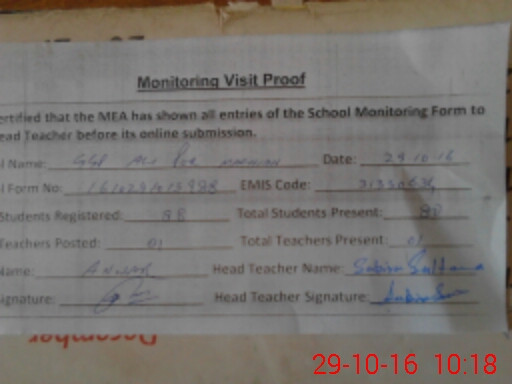 Monitoring Visit Proof
ertified that the MEA has shown all entries of the School Monitoring Form to
ead Teacher before its online submission.
l Name: Date: 29-10-16
l Form No: EMIS Code:
Students Registered: 88 Total Students Present: 80
Teachers Posted: 01 Total Teachers Present: 01
Name: ANWAR Head Teacher Name: Sabira Sultana
ignature: Head Teacher Signature:
December
29-10-16 10:18